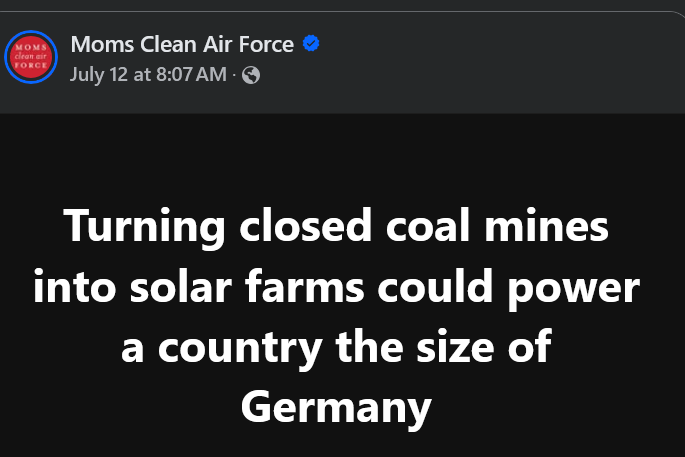 MOMS
clean air
FORCE
Moms Clean Air Force
July 12 at 8:07 AM ·
Turning closed coal mines
into solar farms could power
a country the size of
Germany